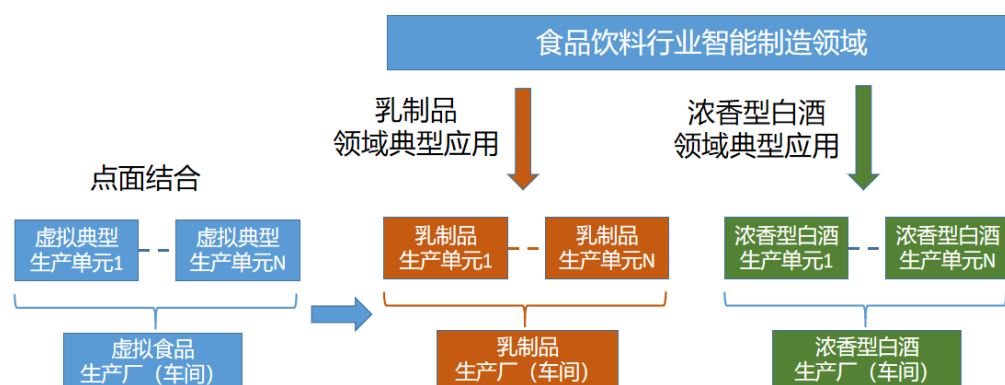 食品饮料行业智能制造领域
乳制品
领域典型应用
浓香型白酒
领域典型应用
点面结合
虚拟典型
生产单元1
虚拟典型
生产单元N
乳制品
生产单元1
乳制品
生产单元N
浓香型白酒
生产单元1
浓香型白酒
生产单元N
虚拟食品
生产厂（车间）
乳制品
生产厂（车间）
浓香型白酒
生产厂（车间）